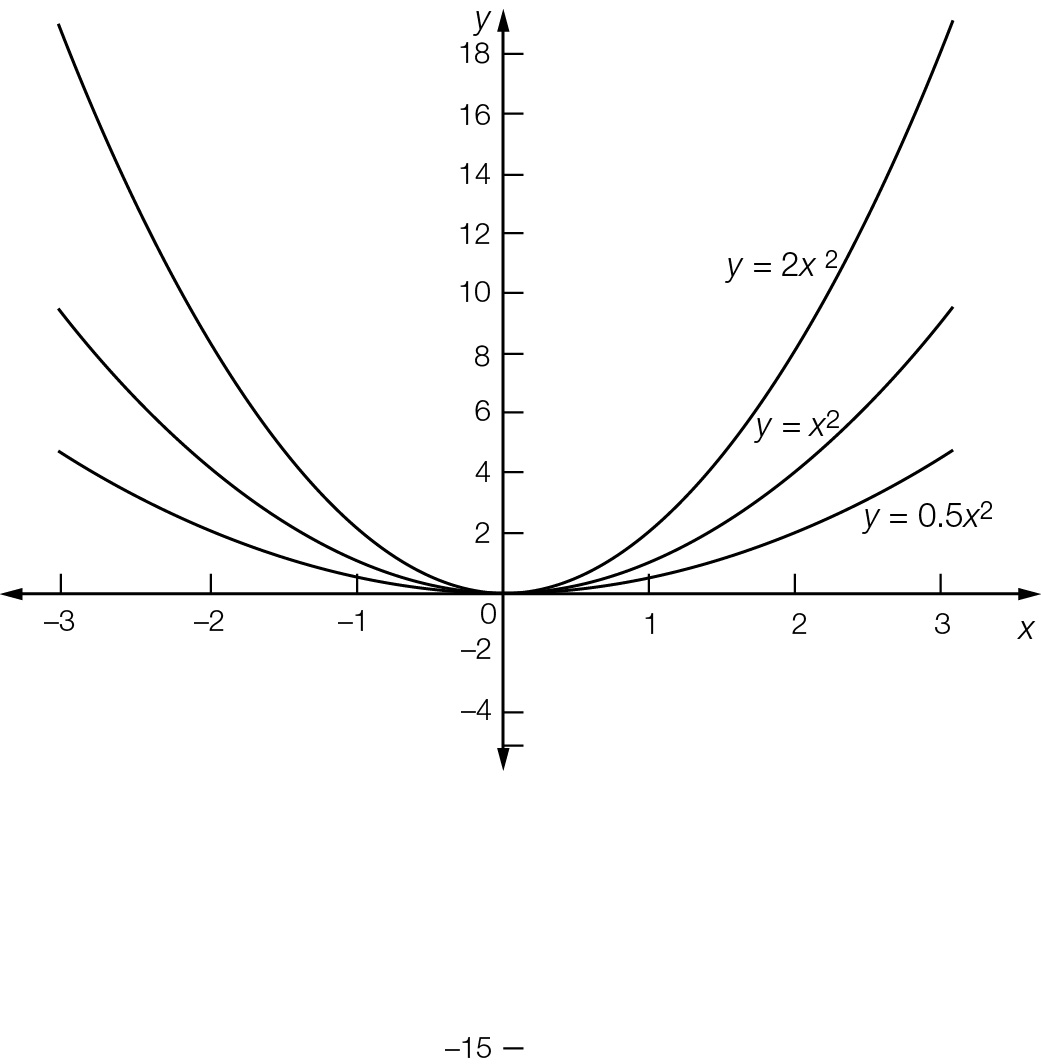 y
18
16
14
12
y = 2x ²
10
8
6
y = x²
4
y = 0.5x²
2
–3 –2 –1 0 1 2 3 x
–2
–4
–15